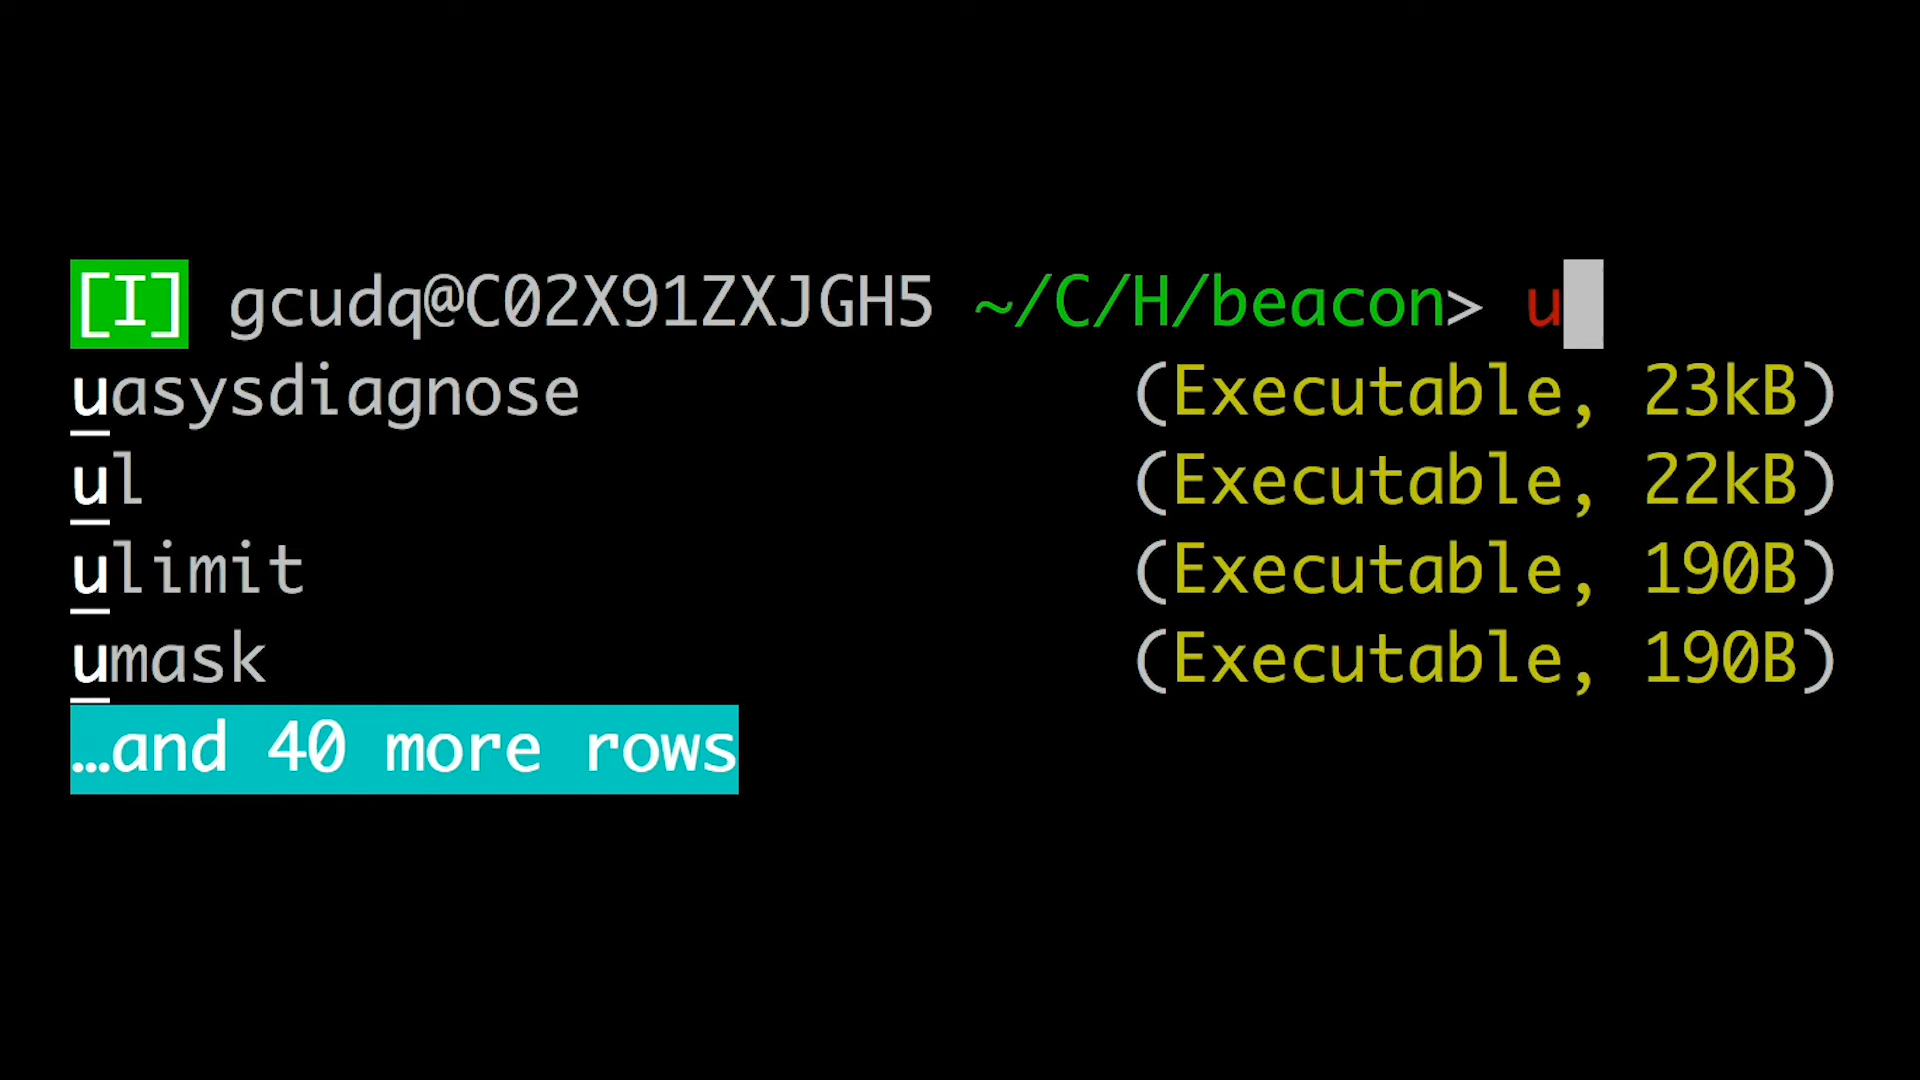 [I] gcudq@C02X91ZXJGH5 ~/C/H/beacon> u
uasysdiagnose (Executable, 23kB)
ul (Executable, 22kB)
ulimit (Executable, 190B)
umask (Executable, 190B)
…and 40 more rows